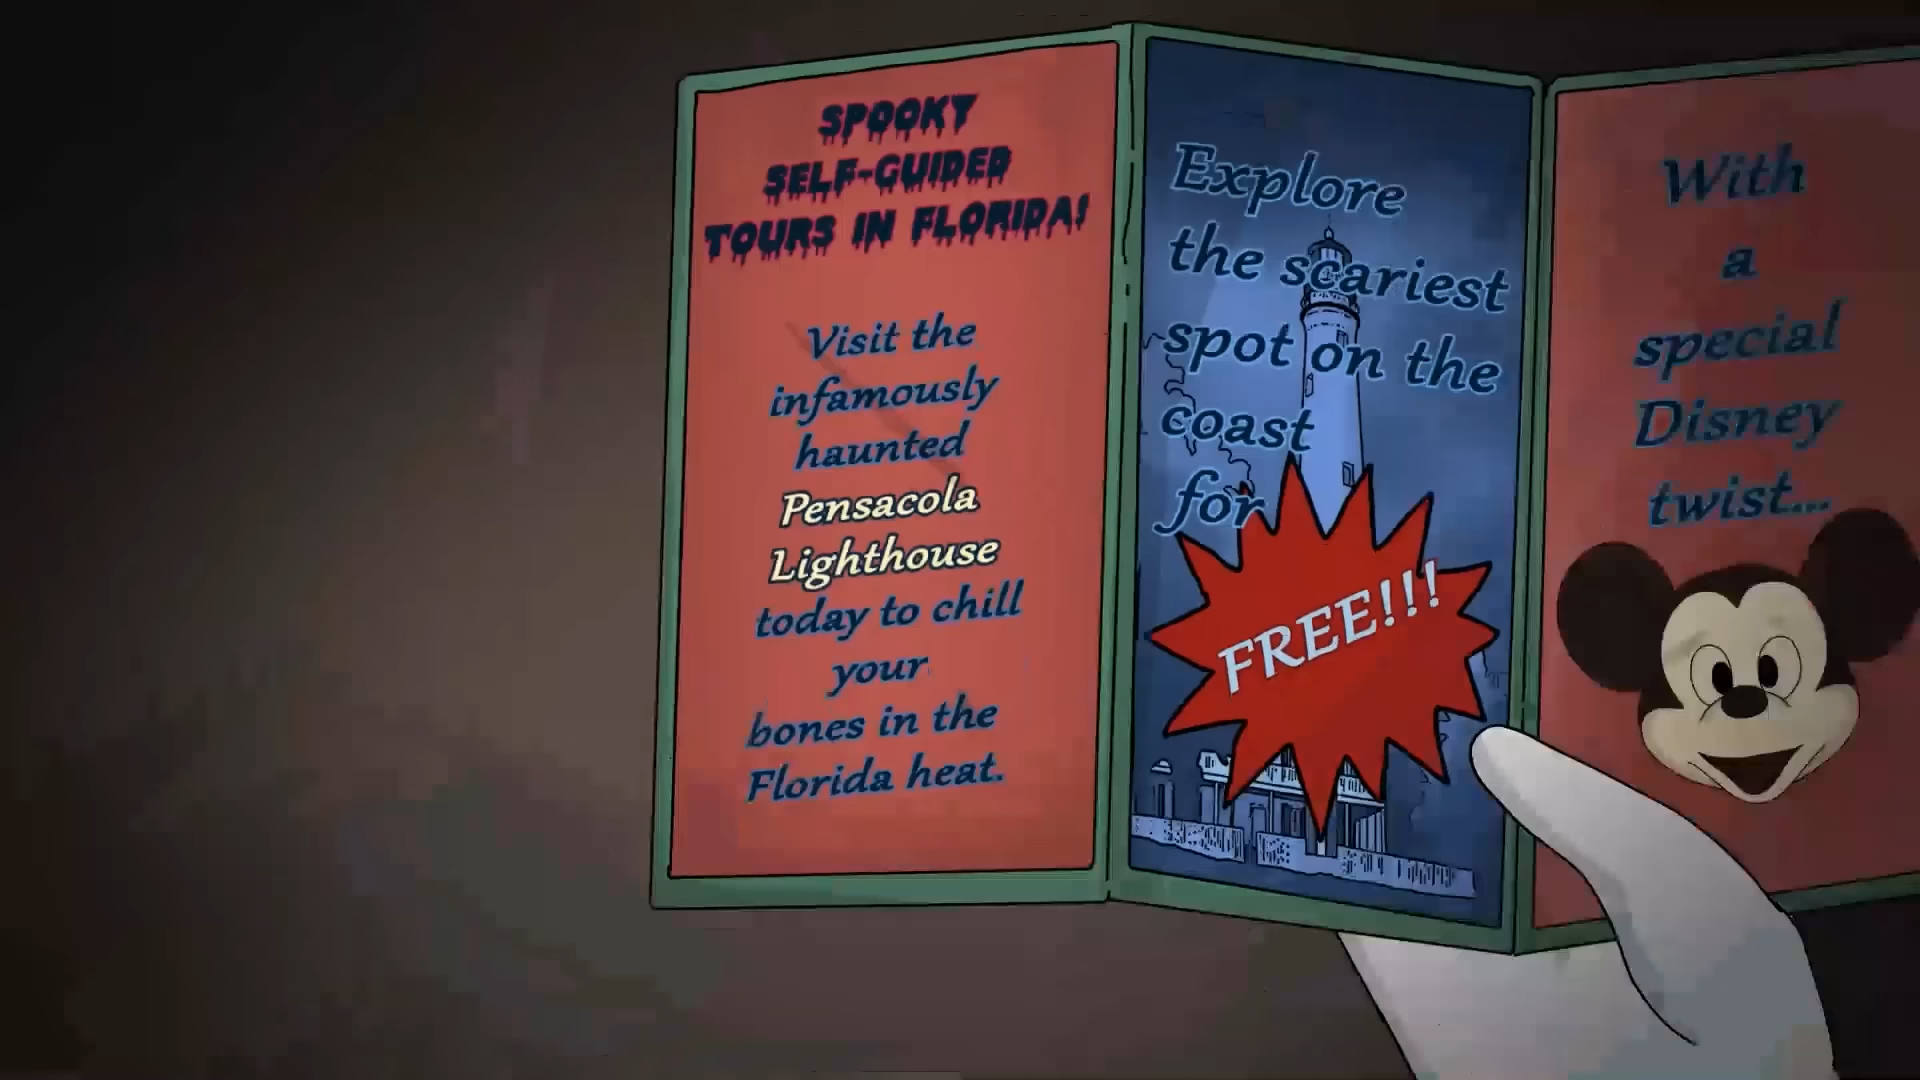 SPOOKY
SELF-GUIDED
TOURS IN FLORIDA!
Visit the
infamously
haunted
Pensacola
Lighthouse
today to chill
your
bones in the
Florida heat.
Explore
the scariest
spot on the
coast
for
FREE!!!
With
a
special
Disney
twist...